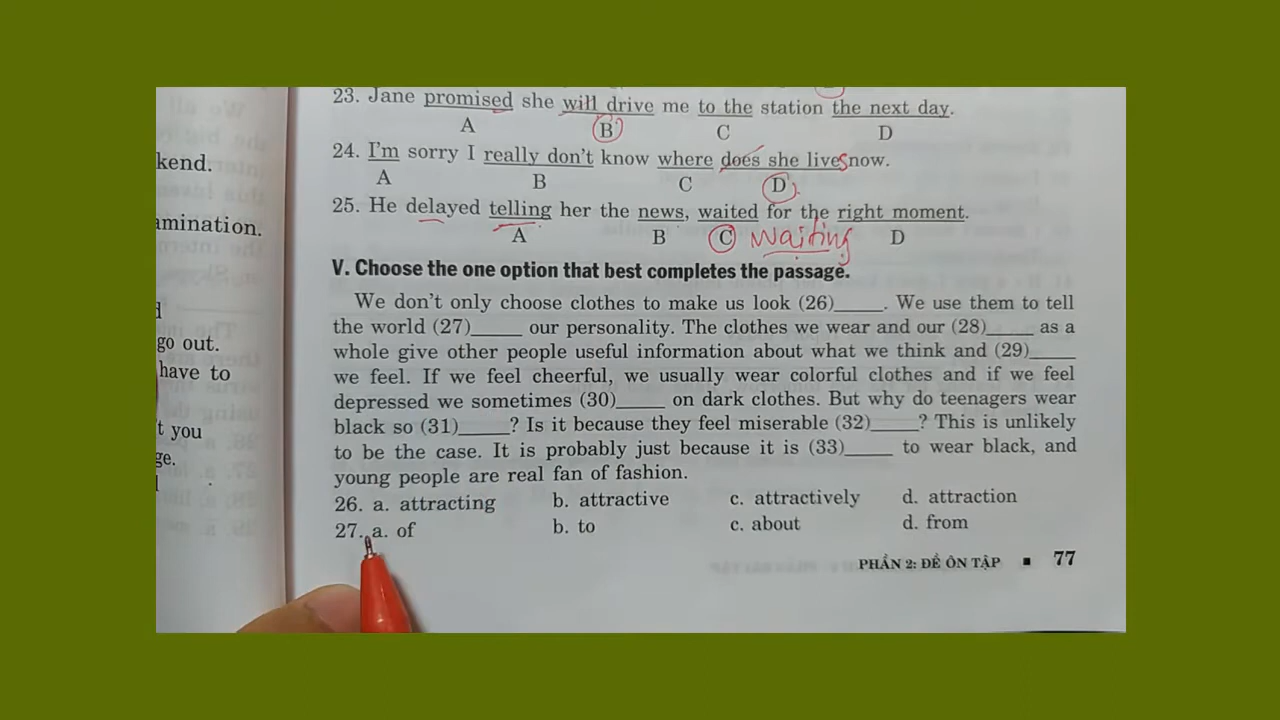 23. Jane promised she will drive me to the station the next day.
A B C D
kend.
24. I'm sorry I really don't know where does she lives now.
A B C D
amination.
25. He delayed telling her the news, waited for the right moment.
A B C waiting D
V. Choose the one option that best completes the passage.
We don't only choose clothes to make us look (26)____. We use them to tell
the world (27)____ our personality. The clothes we wear and our (28)____ as a
go out.
whole give other people useful information about what we think and (29)____
have to
we feel. If we feel cheerful, we usually wear colorful clothes and if we feel
depressed we sometimes (30)____ on dark clothes. But why do teenagers wear
t you
black so (31)____? Is it because they feel miserable (32)____? This is unlikely
ge.
to be the case. It is probably just because it is (33)____ to wear black, and
young people are real fan of fashion.
26. a. attracting b. attractive c. attractively d. attraction
27. a. of b. to c. about d. from
PHẦN 2: ĐỀ ÔN TẬP ■ 77